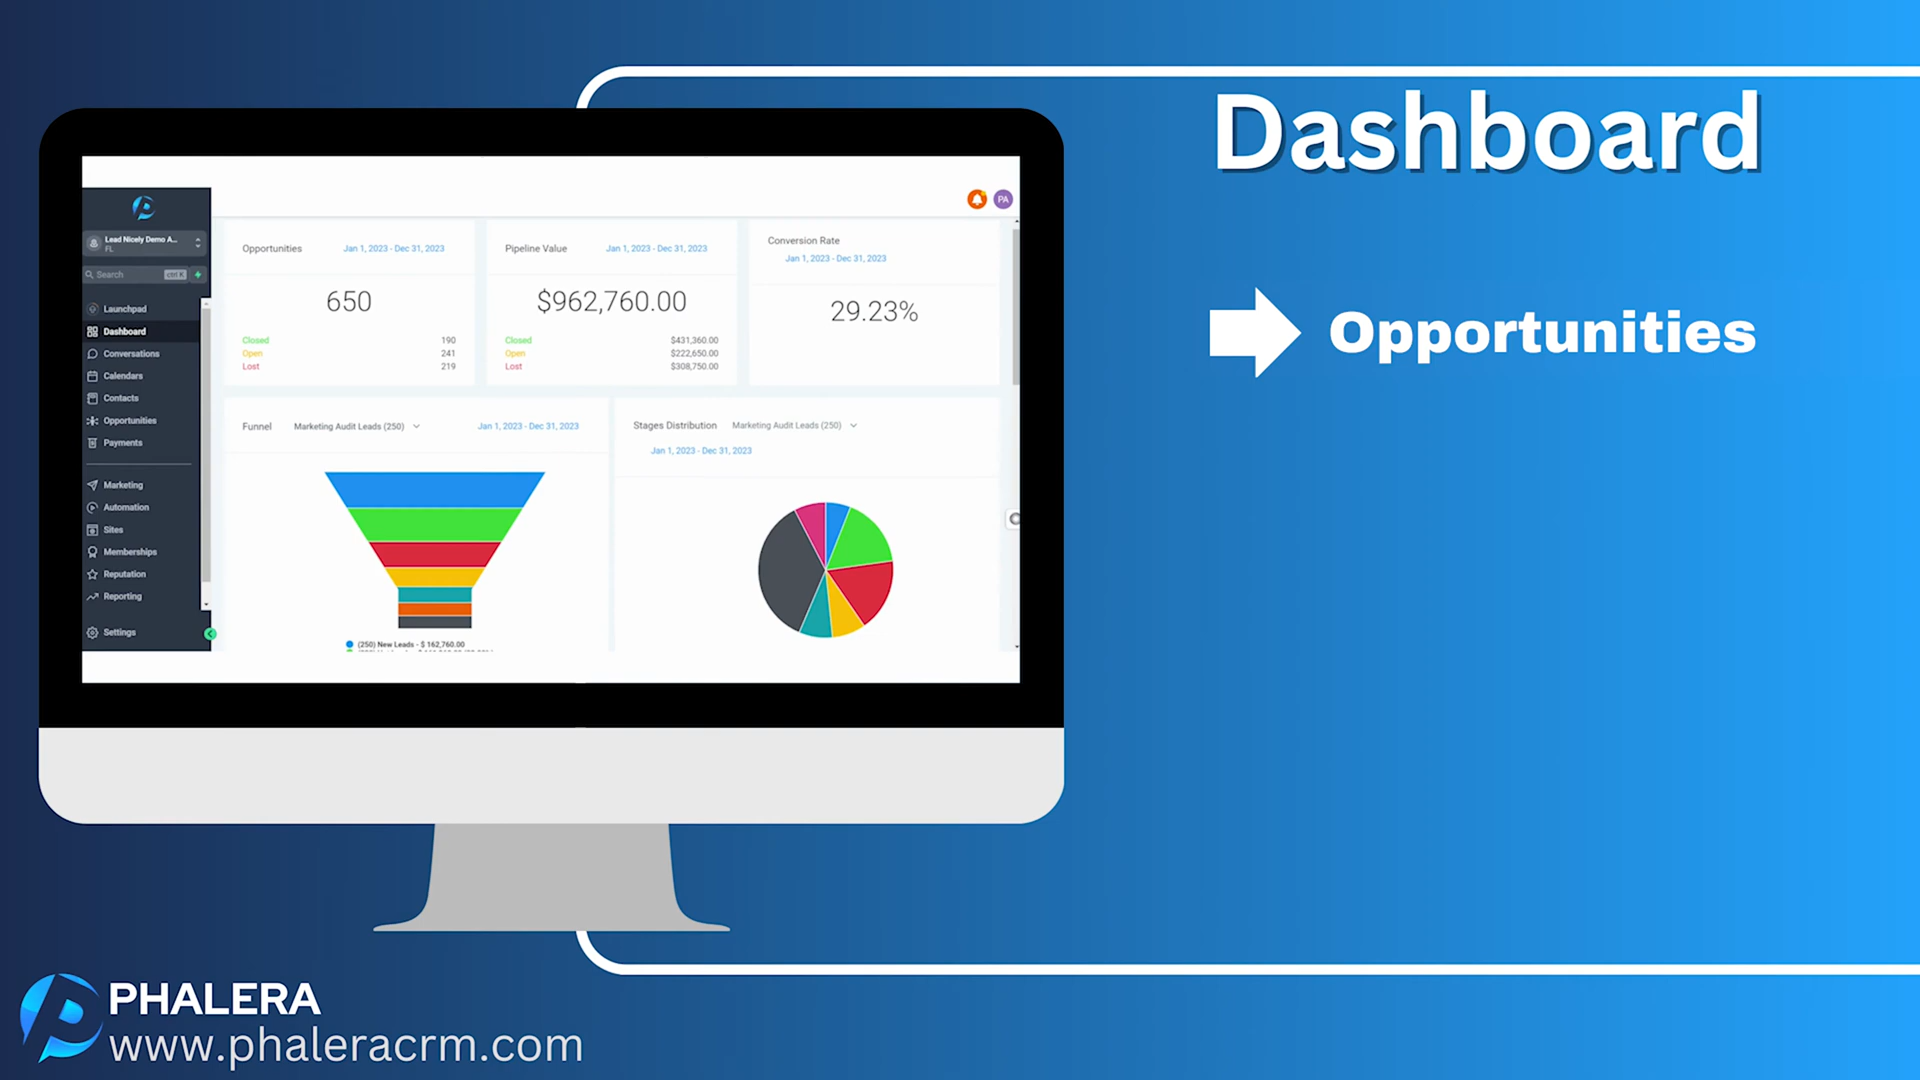 Dashboard
Opportunities
PA
Lead Nicely Demo A...
FL
Search
ctrl K
Launchpad
Dashboard
Conversations
Calendars
Contacts
Opportunities
Payments
Marketing
Automation
Sites
Memberships
Reputation
Reporting
Settings
Opportunities Jan 1, 2023 - Dec 31, 2023
650
Closed 190
Open 241
Lost 219
Pipeline Value Jan 1, 2023 - Dec 31, 2023
$962,760.00
Closed $431,360.00
Open $222,650.00
Lost $308,750.00
Conversion Rate
Jan 1, 2023 - Dec 31, 2023
29.23%
Funnel Marketing Audit Leads (250) Jan 1, 2023 - Dec 31, 2023
(250) New Leads - $ 162,760.00
Stages Distribution Marketing Audit Leads (250)
Jan 1, 2023 - Dec 31, 2023
PHALERA
www.phaleracrm.com